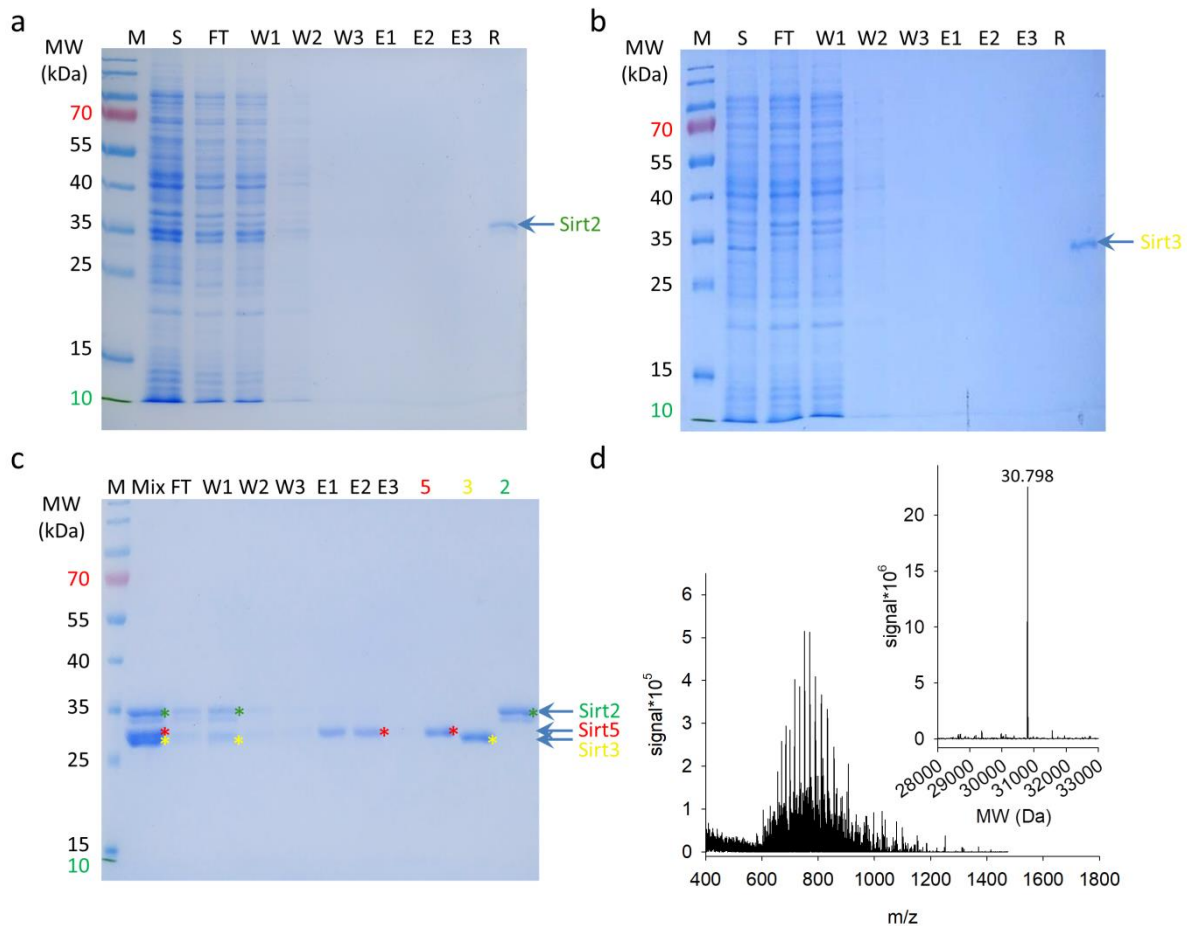 a
MW M S FT W1 W2 W3 E1 E2 E3 R
(kDa)
70
55
40
35
25
15
10
Sirt2
b
MW M S FT W1 W2 W3 E1 E2 E3 R
(kDa)
70
55
40
35
25
15
10
Sirt3
c
MW M Mix FT W1 W2 W3 E1 E2 E3 5 3 2
(kDa)
70
55
40
35
25
15
10
* * * Sirt2
* * * Sirt5
* * * Sirt3
d
6
5
4
3
2
1
0
signal*10⁵
400 600 800 1000 1200 1400 1600 1800
m/z
30.798
20
15
10
5
0
signal*10⁶
28000 29000 30000 31000 32000 33000
MW (Da)